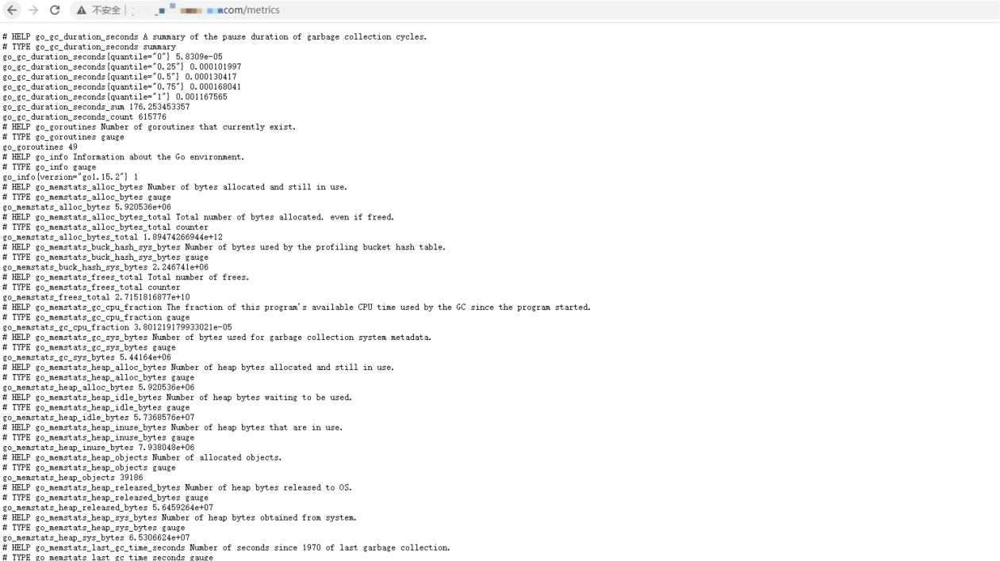 不安全
.com/metrics
# HELP go_gc_duration_seconds A summary of the pause duration of garbage collection cycles.
# TYPE go_gc_duration_seconds summary
go_gc_duration_seconds{quantile="0"} 5.8309e-05
go_gc_duration_seconds{quantile="0.25"} 0.000101997
go_gc_duration_seconds{quantile="0.5"} 0.000130417
go_gc_duration_seconds{quantile="0.75"} 0.000168041
go_gc_duration_seconds{quantile="1"} 0.001167565
go_gc_duration_seconds_sum 176.253453357
go_gc_duration_seconds_count 615776
# HELP go_goroutines Number of goroutines that currently exist.
# TYPE go_goroutines gauge
go_goroutines 49
# HELP go_info Information about the Go environment.
# TYPE go_info gauge
go_info{version="go1.15.2"} 1
# HELP go_memstats_alloc_bytes Number of bytes allocated and still in use.
# TYPE go_memstats_alloc_bytes gauge
go_memstats_alloc_bytes 5.920536e+06
# HELP go_memstats_alloc_bytes_total Total number of bytes allocated, even if freed.
# TYPE go_memstats_alloc_bytes_total counter
go_memstats_alloc_bytes_total 1.89474266944e+12
# HELP go_memstats_buck_hash_sys_bytes Number of bytes used by the profiling bucket hash table.
# TYPE go_memstats_buck_hash_sys_bytes gauge
go_memstats_buck_hash_sys_bytes 2.246741e+06
# HELP go_memstats_frees_total Total number of frees.
# TYPE go_memstats_frees_total counter
go_memstats_frees_total 2.7151816877e+10
# HELP go_memstats_gc_cpu_fraction The fraction of this program's available CPU time used by the GC since the program started.
# TYPE go_memstats_gc_cpu_fraction gauge
go_memstats_gc_cpu_fraction 3.801219179933021e-05
# HELP go_memstats_gc_sys_bytes Number of bytes used for garbage collection system metadata.
# TYPE go_memstats_gc_sys_bytes gauge
go_memstats_gc_sys_bytes 5.44164e+06
# HELP go_memstats_heap_alloc_bytes Number of heap bytes allocated and still in use.
# TYPE go_memstats_heap_alloc_bytes gauge
go_memstats_heap_alloc_bytes 5.920536e+06
# HELP go_memstats_heap_idle_bytes Number of heap bytes waiting to be used.
# TYPE go_memstats_heap_idle_bytes gauge
go_memstats_heap_idle_bytes 5.7368576e+07
# HELP go_memstats_heap_inuse_bytes Number of heap bytes that are in use.
# TYPE go_memstats_heap_inuse_bytes gauge
go_memstats_heap_inuse_bytes 7.938048e+06
# HELP go_memstats_heap_objects Number of allocated objects.
# TYPE go_memstats_heap_objects gauge
go_memstats_heap_objects 39186
# HELP go_memstats_heap_released_bytes Number of heap bytes released to OS.
# TYPE go_memstats_heap_released_bytes gauge
go_memstats_heap_released_bytes 5.6459264e+07
# HELP go_memstats_heap_sys_bytes Number of heap bytes obtained from system.
# TYPE go_memstats_heap_sys_bytes gauge
go_memstats_heap_sys_bytes 6.5306624e+07
# HELP go_memstats_last_gc_time_seconds Number of seconds since 1970 of last garbage collection.
# TYPE go_memstats_last_gc_time_seconds gauge